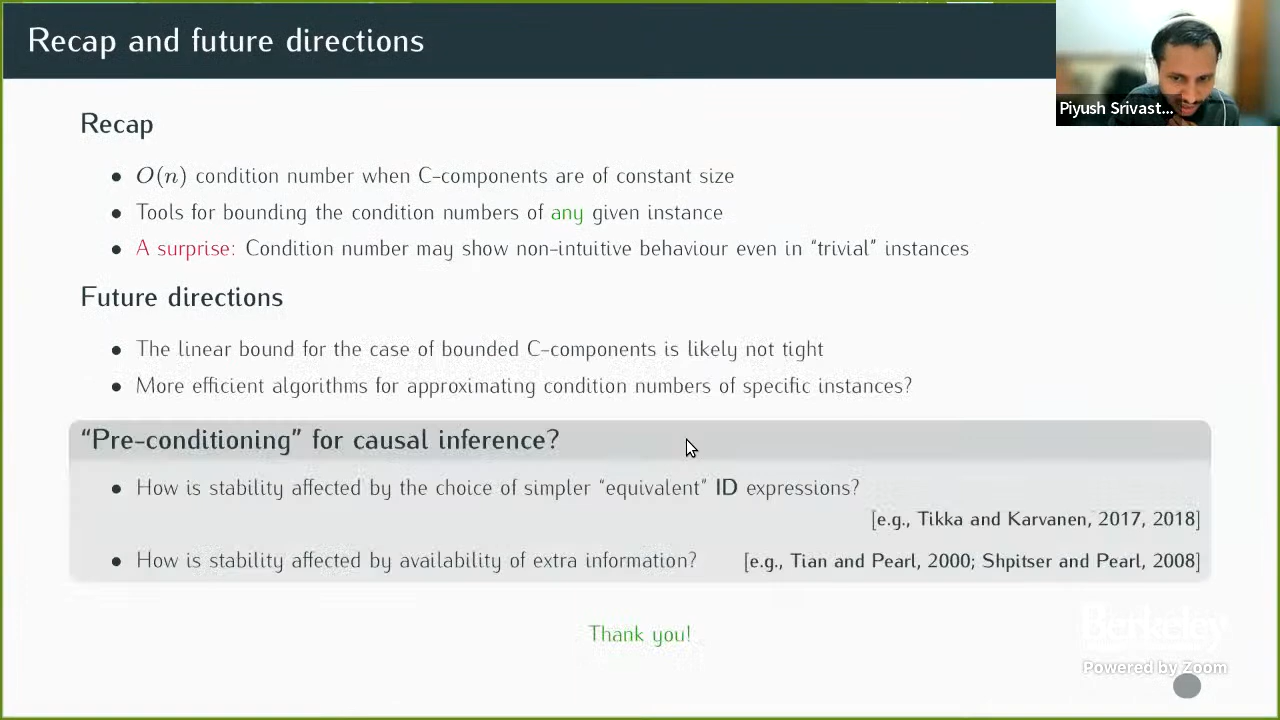 Recap and future directions
Piyush Srivast...
Recap
• O(n) condition number when C-components are of constant size
• Tools for bounding the condition numbers of any given instance
• A surprise: Condition number may show non-intuitive behaviour even in “trivial” instances
Future directions
• The linear bound for the case of bounded C-components is likely not tight
• More efficient algorithms for approximating condition numbers of specific instances?
“Pre-conditioning” for causal inference?
• How is stability affected by the choice of simpler “equivalent” ID expressions?
[e.g., Tikka and Karvanen, 2017, 2018]
• How is stability affected by availability of extra information? [e.g., Tian and Pearl, 2000; Shpitser and Pearl, 2008]
Thank you!
Berkeley
Powered by Zoom